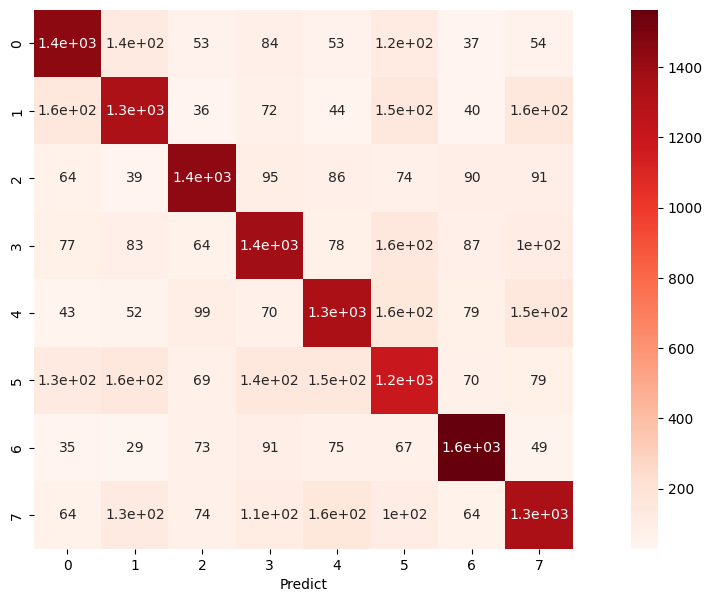 0 1.4e+03 1.4e+02 53 84 53 1.2e+02 37 54
1 1.6e+02 1.3e+03 36 72 44 1.5e+02 40 1.6e+02
2 64 39 1.4e+03 95 86 74 90 91
3 77 83 64 1.4e+03 78 1.6e+02 87 1e+02
4 43 52 99 70 1.3e+03 1.6e+02 79 1.5e+02
5 1.3e+02 1.6e+02 69 1.4e+02 1.5e+02 1.2e+03 70 79
6 35 29 73 91 75 67 1.6e+03 49
7 64 1.3e+02 74 1.1e+02 1.6e+02 1e+02 64 1.3e+03
0 1 2 3 4 5 6 7
Predict
1400
1200
1000
800
600
400
200